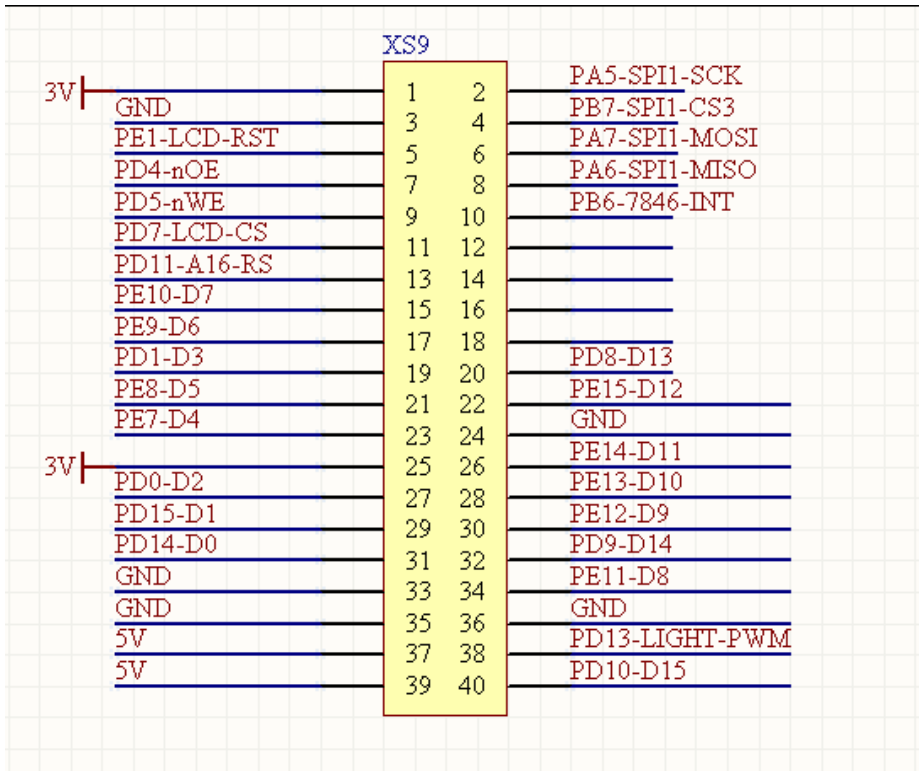 XS9
3V 1 2 PA5-SPI1-SCK
GND 3 4 PB7-SPI1-CS3
PE1-LCD-RST 5 6 PA7-SPI1-MOSI
PD4-nOE 7 8 PA6-SPI1-MISO
PD5-nWE 9 10 PB6-7846-INT
PD7-LCD-CS 11 12
PD11-A16-RS 13 14
PE10-D7 15 16
PE9-D6 17 18
PD1-D3 19 20 PD8-D13
PE8-D5 21 22 PE15-D12
PE7-D4 23 24 GND
3V 25 26 PE14-D11
PD0-D2 27 28 PE13-D10
PD15-D1 29 30 PE12-D9
PD14-D0 31 32 PD9-D14
GND 33 34 PE11-D8
GND 35 36 GND
5V 37 38 PD13-LIGHT-PWM
5V 39 40 PD10-D15